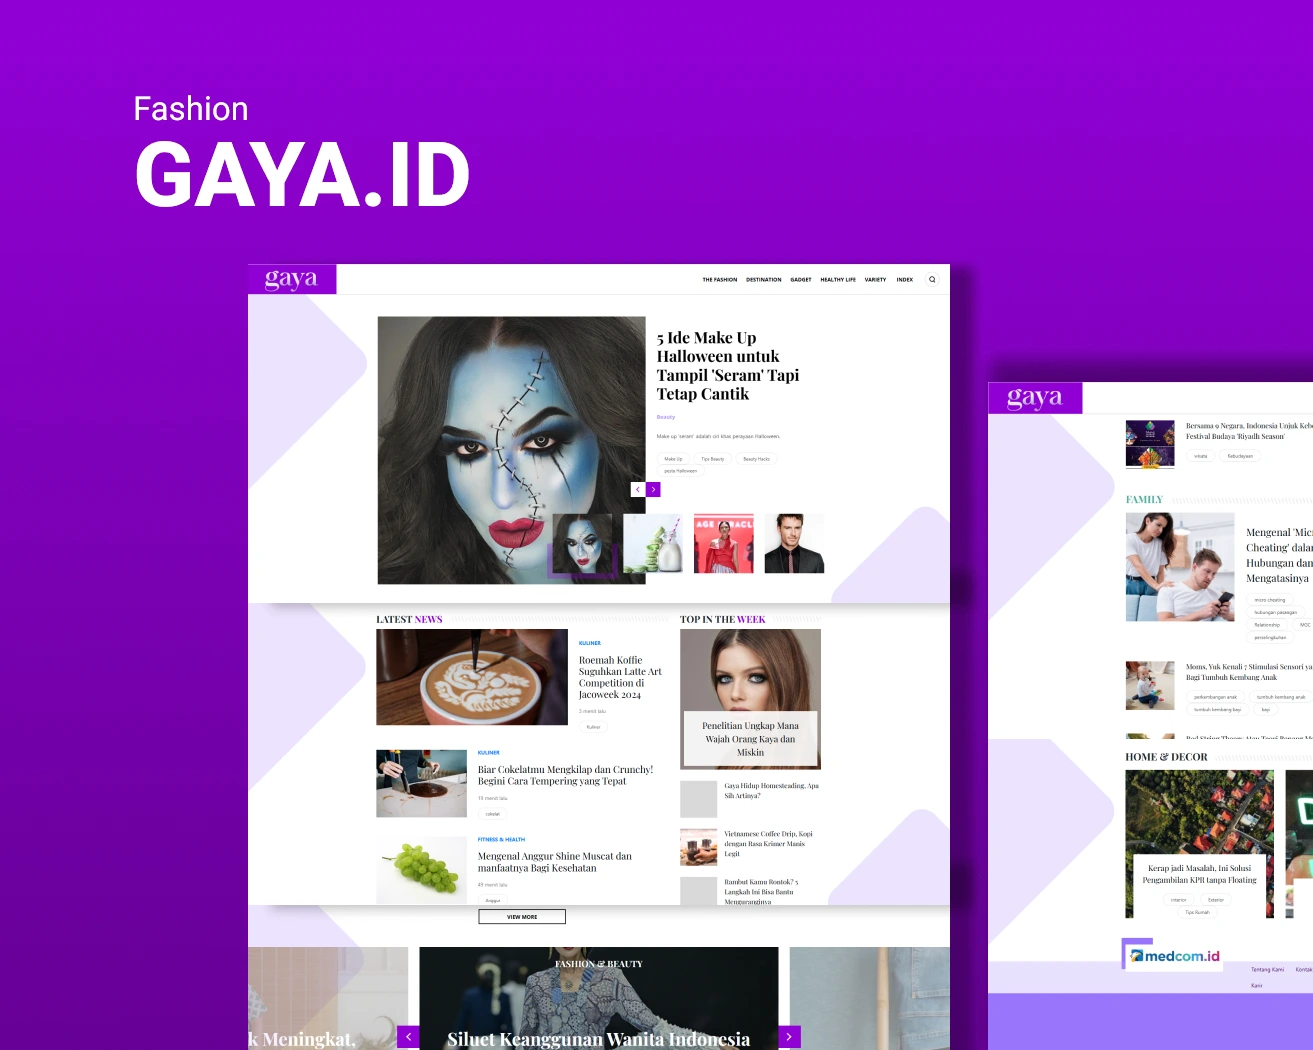 Fashion
GAYA.ID
gaya
THE FASHION DESTINATION GADGET HEALTHY LIFE VARIETY INDEX
5 Ide Make Up
Halloween untuk
Tampil 'Seram' Tapi
Tetap Cantik
Beauty
Make up 'seram' adalah ciri khas perayaan Halloween.
Make Up
Tips Beauty
Beauty Hacks
pesta Halloween
LATEST NEWS
KULINER
Roemah Koffie
Suguhkan Latte Art
Competition di
Jacoweek 2024
3 menit lalu
Kuliner
KULINER
Biar Cokelatmu Mengkilap dan Crunchy!
Begini Cara Tempering yang Tepat
19 menit lalu
cokelat
FITNESS & HEALTH
Mengenal Anggur Shine Muscat dan
manfaatnya Bagi Kesehatan
49 menit lalu
Anggur
TOP IN THE WEEK
Penelitian Ungkap Mana
Wajah Orang Kaya dan
Miskin
Gaya Hidup Homesteading, Apa
Sih Artinya?
Vietnamese Coffee Drip, Kopi
dengan Rasa Krimer Manis
Legit
Rambut Kamu Rontok? 5
Langkah Ini Bisa Bantu
Menguranginya
VIEW MORE
FASHION & BEAUTY
k Meningkat,
Siluet Keanggunan Wanita Indonesia
gaya
Bersama 9 Negara, Indonesia Unjuk Keb
Festival Budaya 'Riyadh Season'
wisata
Kebudayaan
FAMILY
Mengenal 'Mic
Cheating' dala
Hubungan dan
Mengatasinya
micro cheating
hubungan pasangan
Relationship
MGC
perselingkuhan
Moms, Yuk Kenali 7 Stimulasi Sensori ya
Bagi Tumbuh Kembang Anak
perkembangan anak
tumbuh kembang anak
tumbuh kembang bayi
bayi
HOME & DECOR
Kerap jadi Masalah, Ini Solusi
Pengambilan KPR tanpa Floating
interior
Exterior
Tips Rumah
medcom.id
Tentang Kami Kontak
Karir